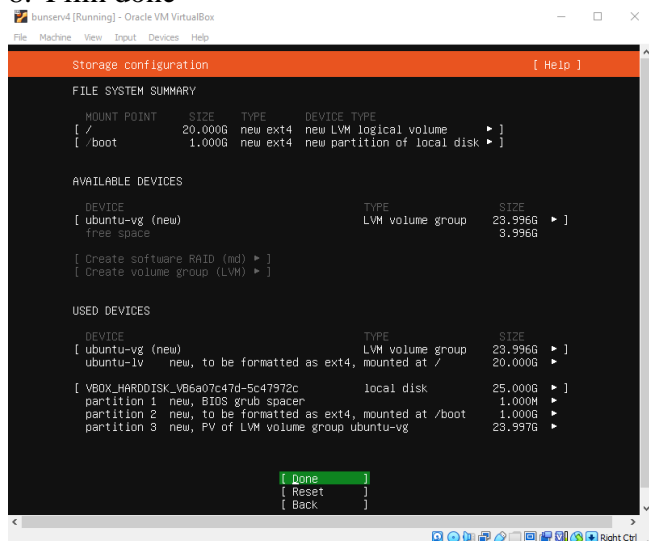 bunserv4 [Running] - Oracle VM VirtualBox
File Machine View Input Devices Help
Storage configuration [ Help ]
FILE SYSTEM SUMMARY
MOUNT POINT SIZE TYPE DEVICE TYPE
[ / 20.000G new ext4 new LVM logical volume ► ]
[ /boot 1.000G new ext4 new partition of local disk ► ]
AVAILABLE DEVICES
DEVICE TYPE SIZE
[ ubuntu-vg (new) LVM volume group 23.996G ► ]
free space 3.996G
[ Create software RAID (md) ► ]
[ Create volume group (LVM) ► ]
USED DEVICES
DEVICE TYPE SIZE
[ ubuntu-vg (new) LVM volume group 23.996G ► ]
ubuntu-lv new, to be formatted as ext4, mounted at / 20.000G ►
[ VBOX_HARDDISK_VB6a07c47d-5c47972c local disk 25.000G ► ]
partition 1 new, BIOS grub spacer 1.000M ►
partition 2 new, to be formatted as ext4, mounted at /boot 1.000G ►
partition 3 new, PV of LVM volume group ubuntu-vg 23.997G ►
[ Done ]
[ Reset ]
[ Back ]
Right Ctrl